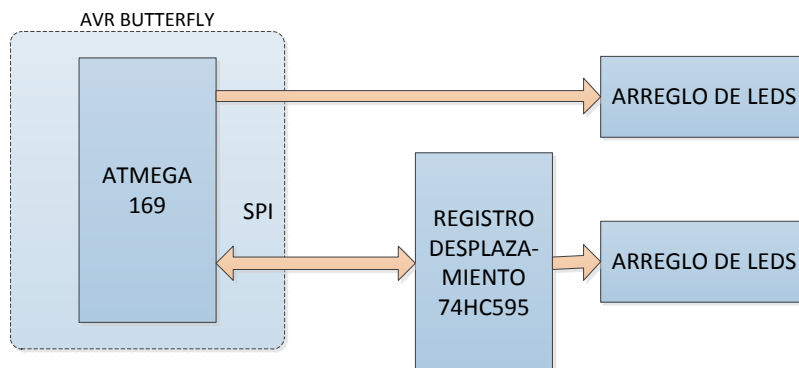 AVR BUTTERFLY
ARREGLO DE LEDS
ATMEGA
169
SPI
REGISTRO
DESPLAZA-
MIENTO
74HC595
ARREGLO DE LEDS